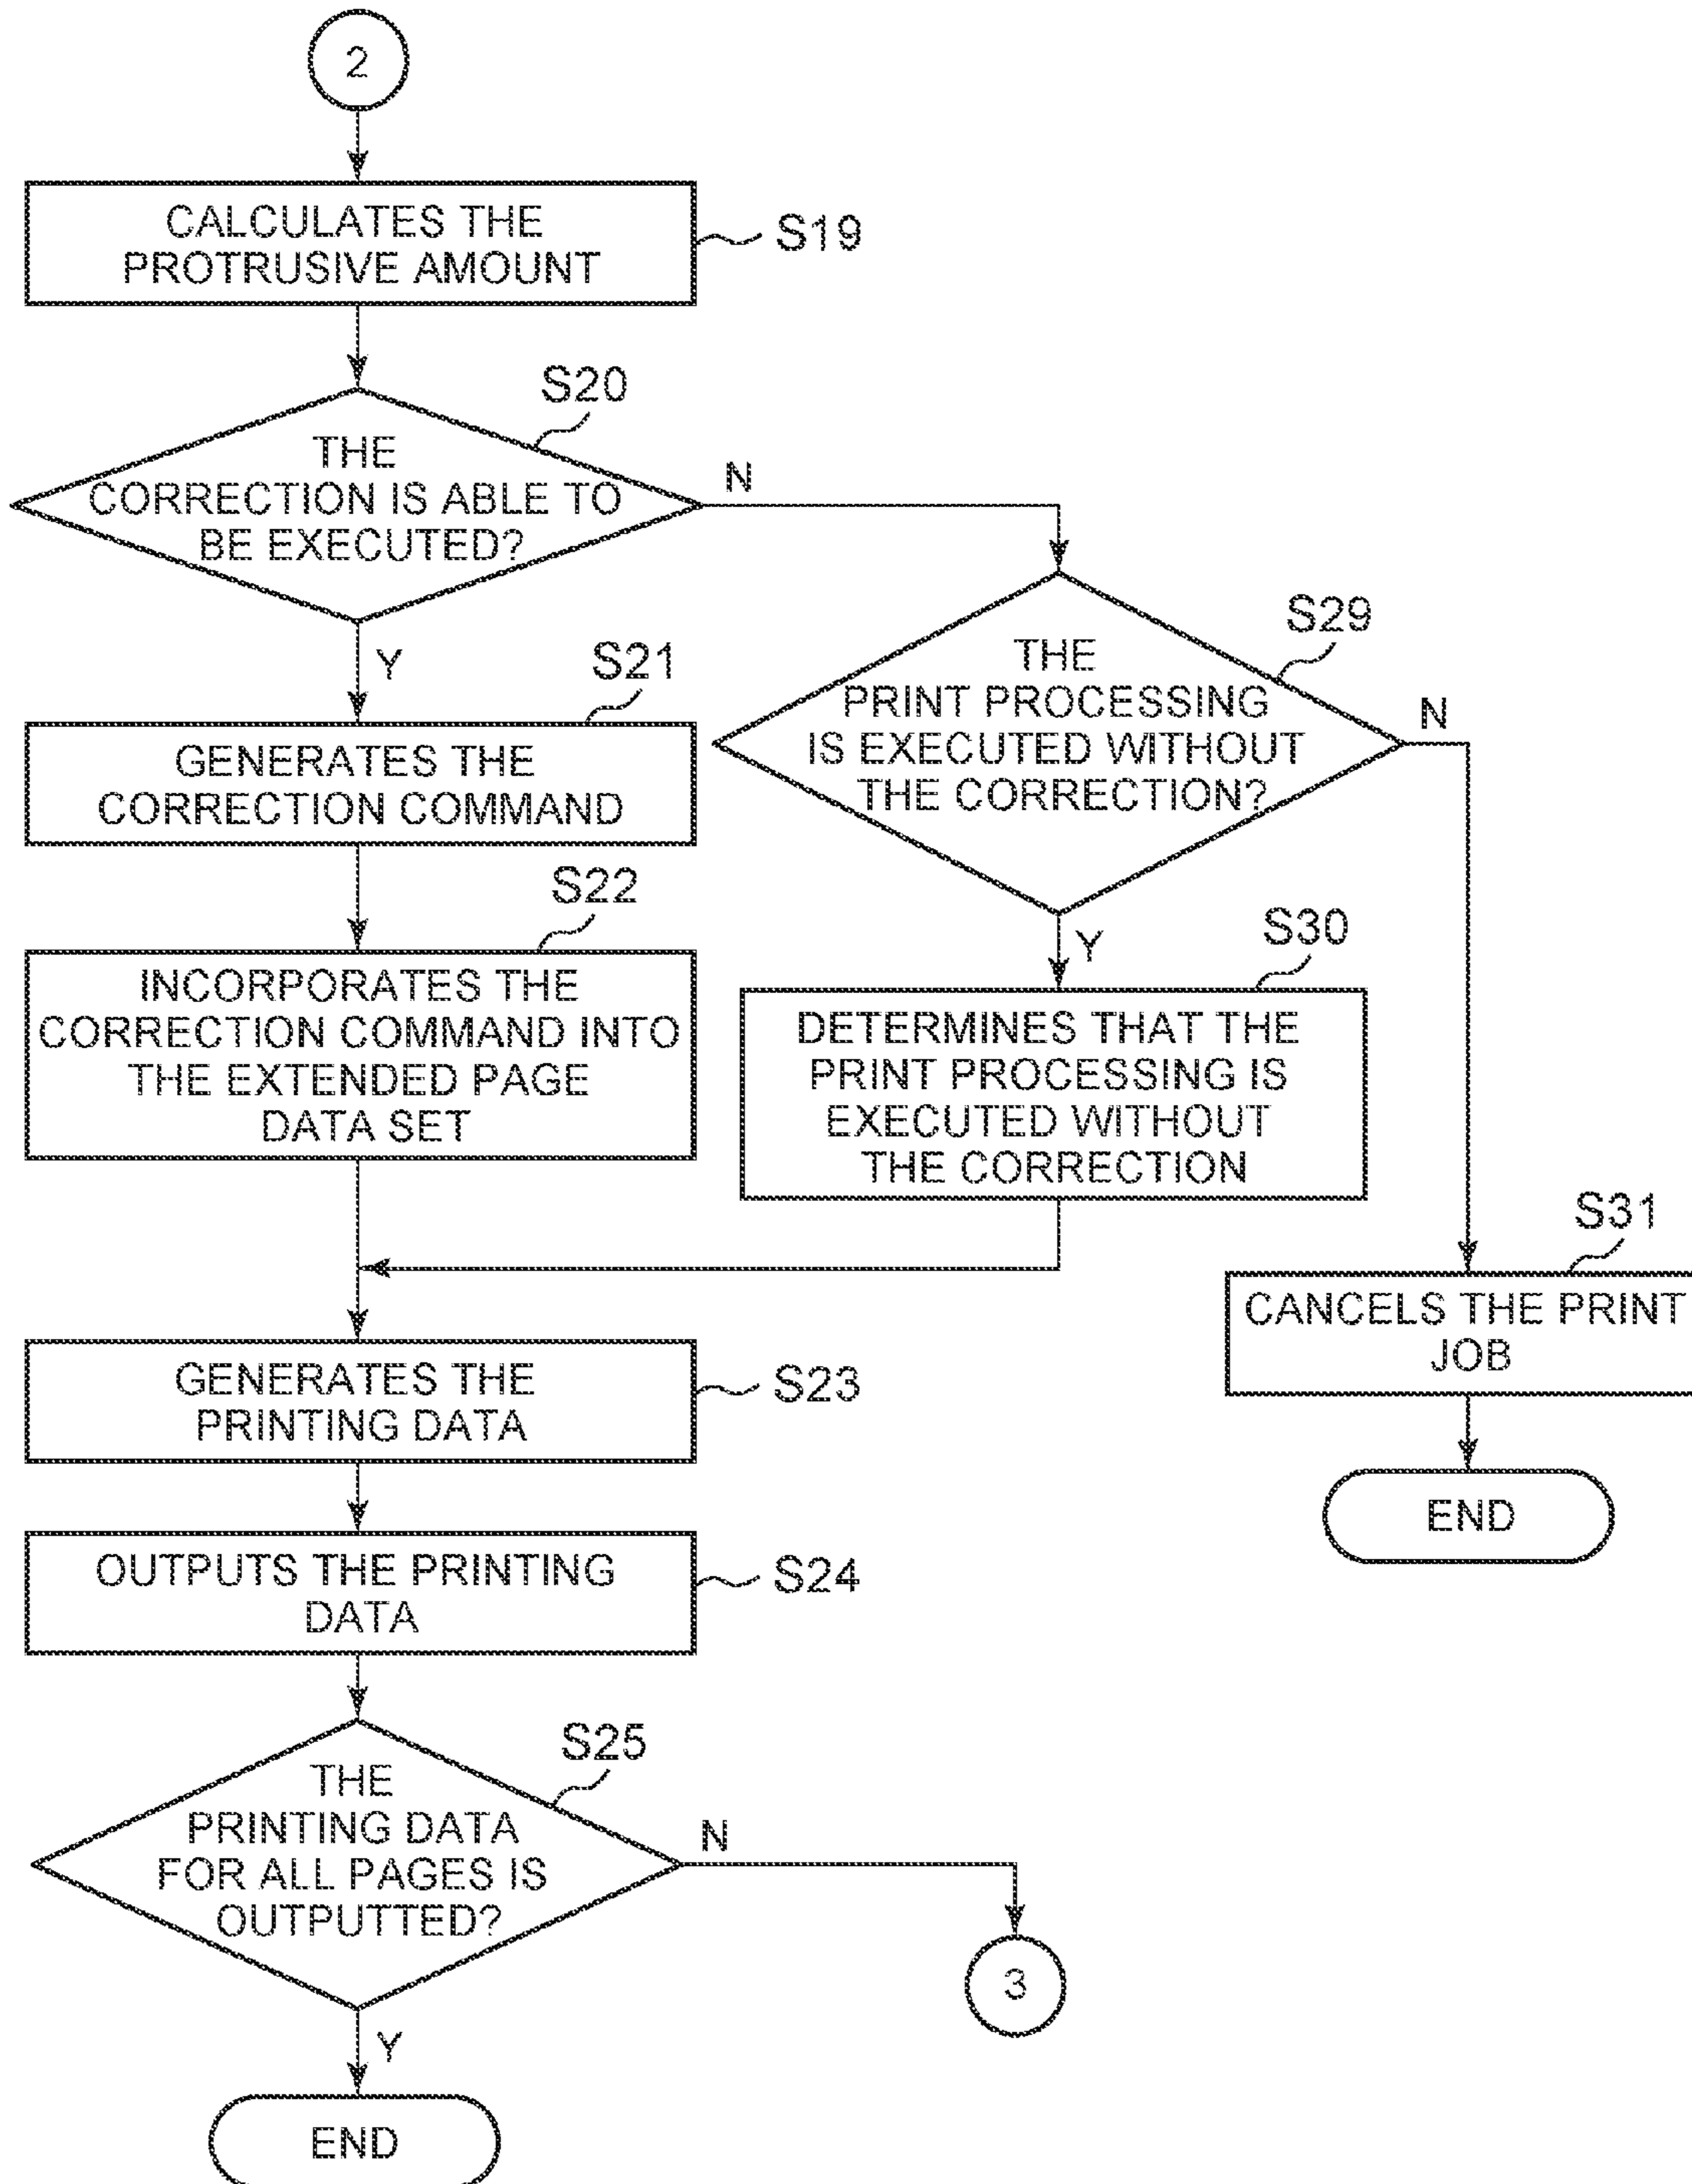 2
CALCULATES THE
PROTRUSIVE AMOUNT
S19
S20
THE
CORRECTION IS ABLE TO
BE EXECUTED?
N
Y
S21
GENERATES THE
CORRECTION COMMAND
S22
INCORPORATES THE
CORRECTION COMMAND INTO
THE EXTENDED PAGE
DATA SET
S29
THE
PRINT PROCESSING
IS EXECUTED WITHOUT
THE CORRECTION?
N
Y
S30
DETERMINES THAT THE
PRINT PROCESSING IS
EXECUTED WITHOUT
THE CORRECTION
S31
CANCELS THE PRINT
JOB
END
GENERATES THE
PRINTING DATA
S23
OUTPUTS THE PRINTING
DATA
S24
S25
THE
PRINTING DATA
FOR ALL PAGES IS
OUTPUTTED?
N
3
Y
END